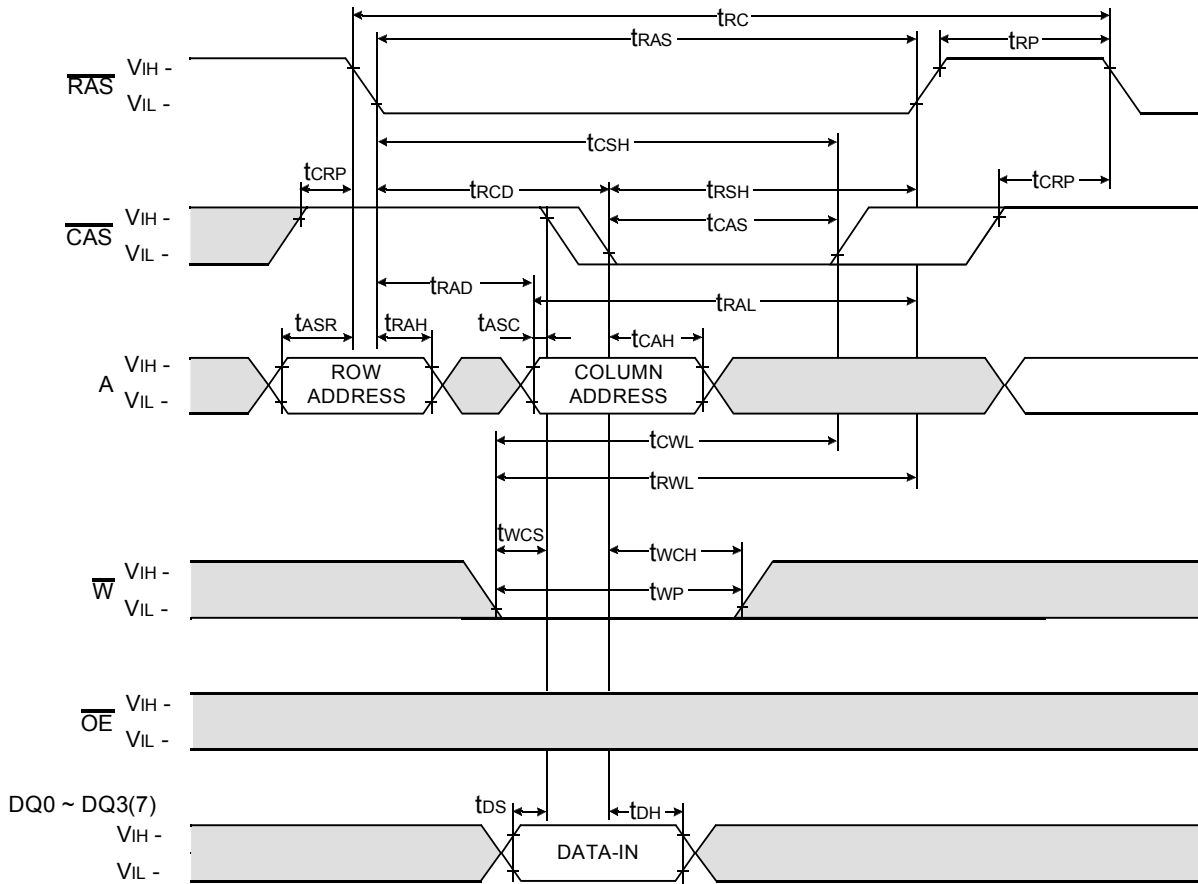 tRC
tRAS
tRP
RAS
VIH -
VIL -
tCSH
tCRP
tRCD
tRSH
tCRP
CAS
VIH -
VIL -
tCAS
tRAD
tRAL
tASR
tRAH
tASC
tCAH
A
VIH -
VIL -
ROW
ADDRESS
COLUMN
ADDRESS
tCWL
tRWL
tWCS
tWCH
W
VIH -
VIL -
tWP
OE
VIH -
VIL -
DQ0 ~ DQ3(7)
tDS
tDH
VIH -
VIL -
DATA-IN